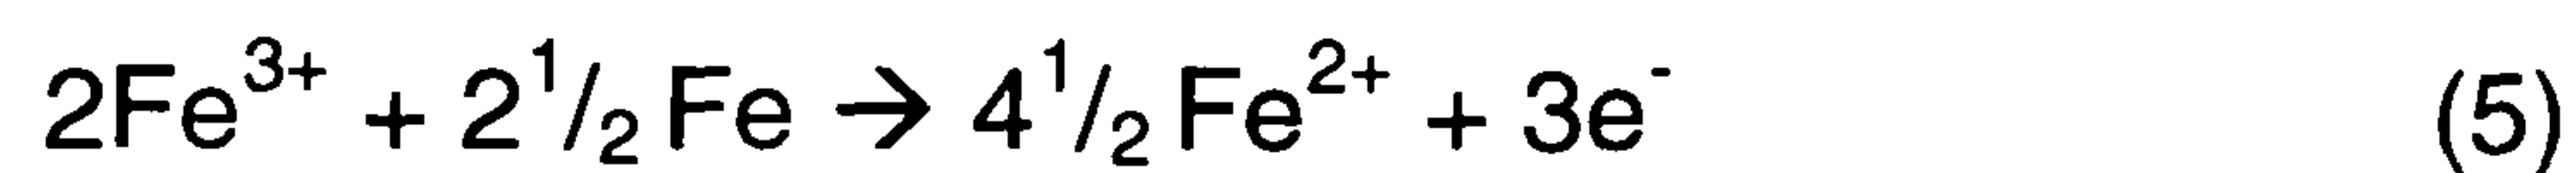 2Fe³⁺ + 2¹/₂ Fe → 4¹/₂ Fe²⁺ + 3e⁻ (5)